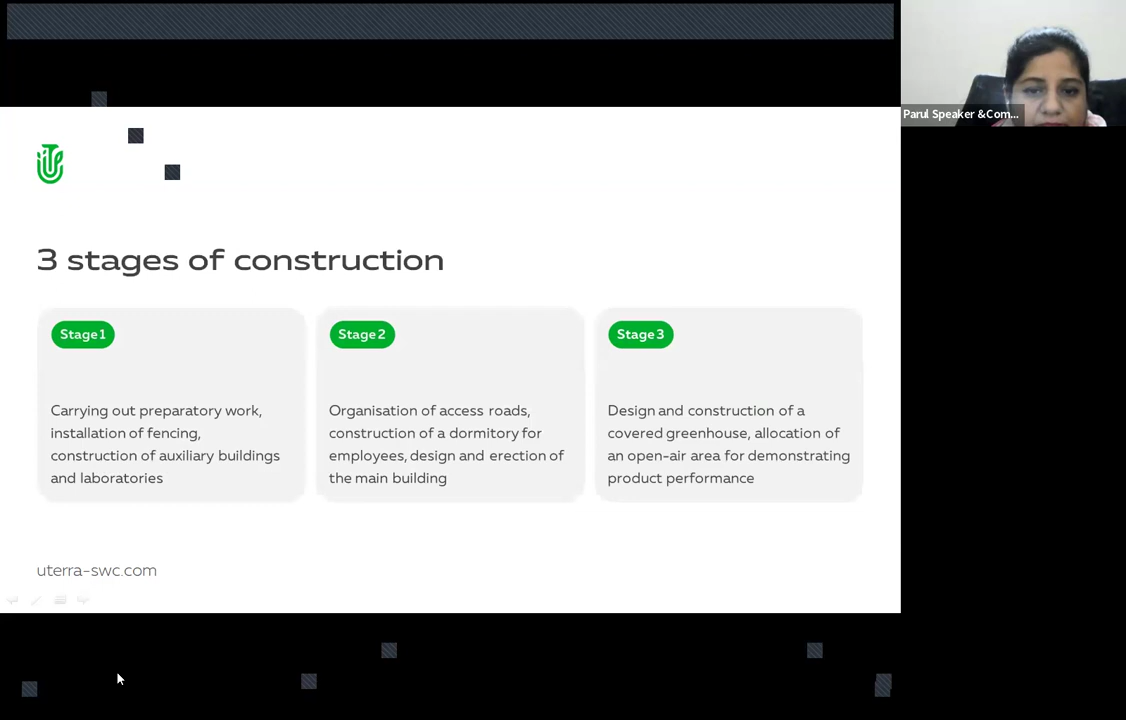 Parul Speaker &Com...
3 stages of construction
Stage 1
Carrying out preparatory work,
installation of fencing,
construction of auxiliary buildings
and laboratories
Stage 2
Organisation of access roads,
construction of a dormitory for
employees, design and erection of
the main building
Stage 3
Design and construction of a
covered greenhouse, allocation of
an open-air area for demonstrating
product performance
uterra-swc.com